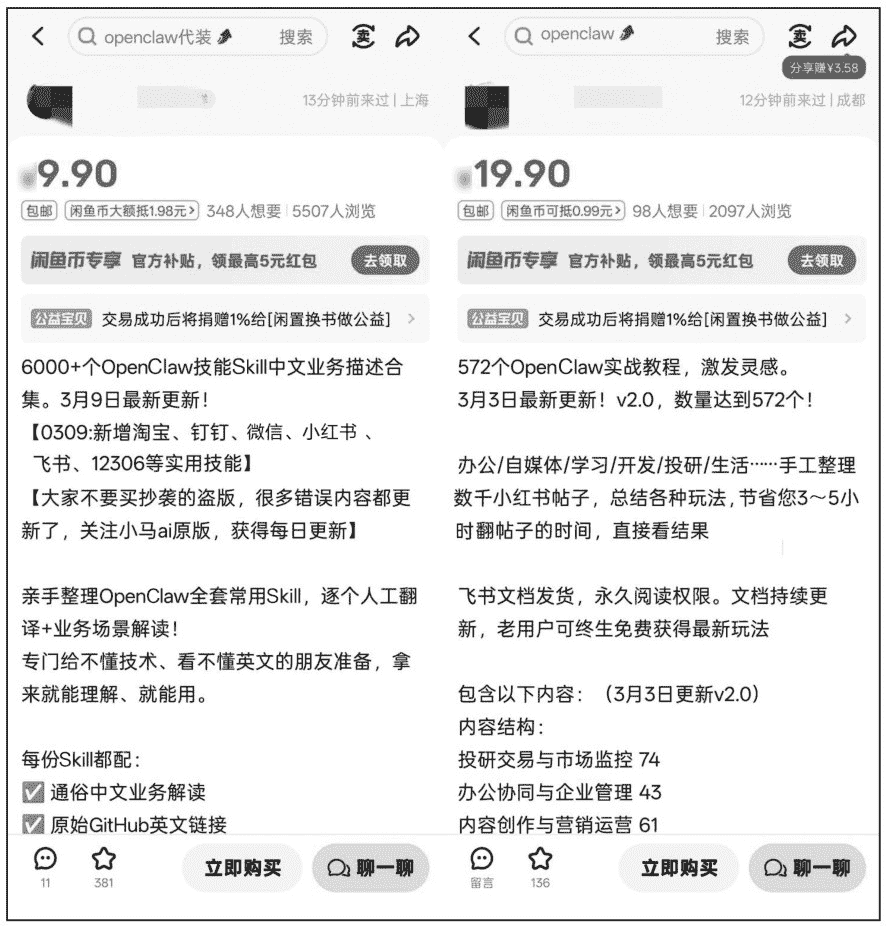 openclaw代装
搜索
13分钟前来过 | 上海
9.90
包邮
闲鱼币大额抵1.98元>
348人想要
5507人浏览
闲鱼币专享
官方补贴，领最高5元红包
去领取
公益宝贝
交易成功后将捐赠1%给[闲置换书做公益]
6000+个OpenClaw技能Skill中文业务描述合
集。3月9日最新更新！
【0309:新增淘宝、钉钉、微信、小红书 、
飞书、12306等实用技能】
【大家不要买抄袭的盗版，很多错误内容都更
新了，关注小马ai原版，获得每日更新】
亲手整理OpenClaw全套常用Skill，逐个人工翻
译+业务场景解读！
专门给不懂技术、看不懂英文的朋友准备，拿
来就能理解、就能用。
每份Skill都配：
✅ 通俗中文业务解读
✅ 原始GitHub英文链接
11
381
立即购买
聊一聊
openclaw
搜索
卖
分享赚¥3.58
12分钟前来过 | 成都
19.90
包邮
闲鱼币可抵0.99元>
98人想要
2097人浏览
闲鱼币专享
官方补贴，领最高5元红包
去领取
公益宝贝
交易成功后将捐赠1%给[闲置换书做公益]
572个OpenClaw实战教程，激发灵感。
3月3日最新更新！v2.0，数量达到572个！
办公/自媒体/学习/开发/投研/生活……手工整理
数千小红书帖子，总结各种玩法，节省您3～5小
时翻帖子的时间，直接看结果
飞书文档发货，永久阅读权限。文档持续更
新，老用户可终生免费获得最新玩法
包含以下内容：（3月3日更新v2.0）
内容结构：
投研交易与市场监控 74
办公协同与企业管理 43
内容创作与营销运营 61
留言
136
立即购买
聊一聊